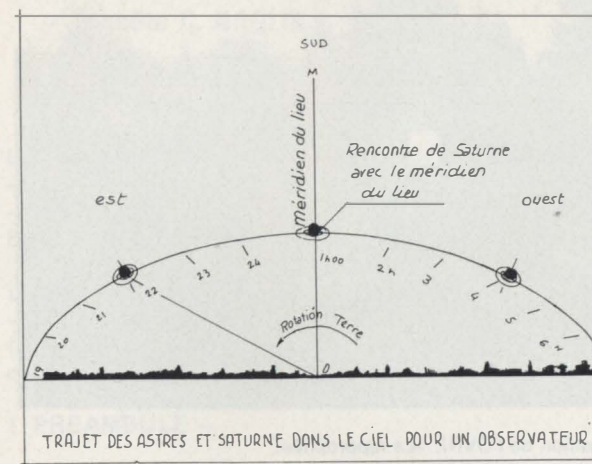 SUD
M
méridien du lieu
Rencontre de Saturne
avec le méridien
du lieu
est
ouest
19
20
21
22
23
24
1h00
2h
3
4
5
6h
Rotation Terre
0
TRAJET DES ASTRES ET SATURNE DANS LE CIEL POUR UN OBSERVATEUR